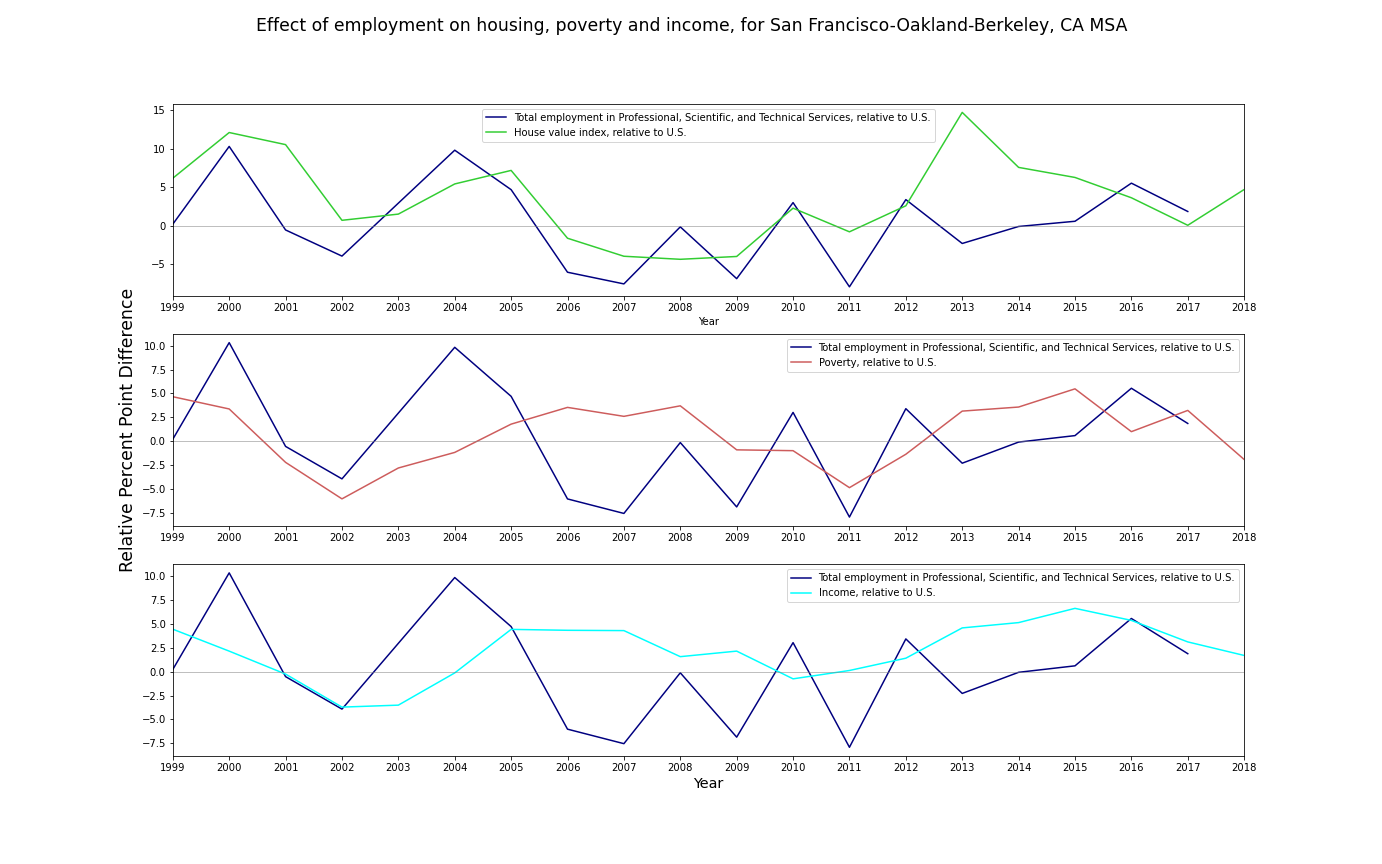 Effect of employment on housing, poverty and income, for San Francisco-Oakland-Berkeley, CA MSA
Relative Percent Point Difference
15
10
5
0
−5
Total employment in Professional, Scientific, and Technical Services, relative to U.S.
House value index, relative to U.S.
1999 2000 2001 2002 2003 2004 2005 2006 2007 2008 2009 2010 2011 2012 2013 2014 2015 2016 2017 2018
Year
10.0
7.5
5.0
2.5
0.0
−2.5
−5.0
−7.5
Total employment in Professional, Scientific, and Technical Services, relative to U.S.
Poverty, relative to U.S.
1999 2000 2001 2002 2003 2004 2005 2006 2007 2008 2009 2010 2011 2012 2013 2014 2015 2016 2017 2018
10.0
7.5
5.0
2.5
0.0
−2.5
−5.0
−7.5
Total employment in Professional, Scientific, and Technical Services, relative to U.S.
Income, relative to U.S.
1999 2000 2001 2002 2003 2004 2005 2006 2007 2008 2009 2010 2011 2012 2013 2014 2015 2016 2017 2018
Year